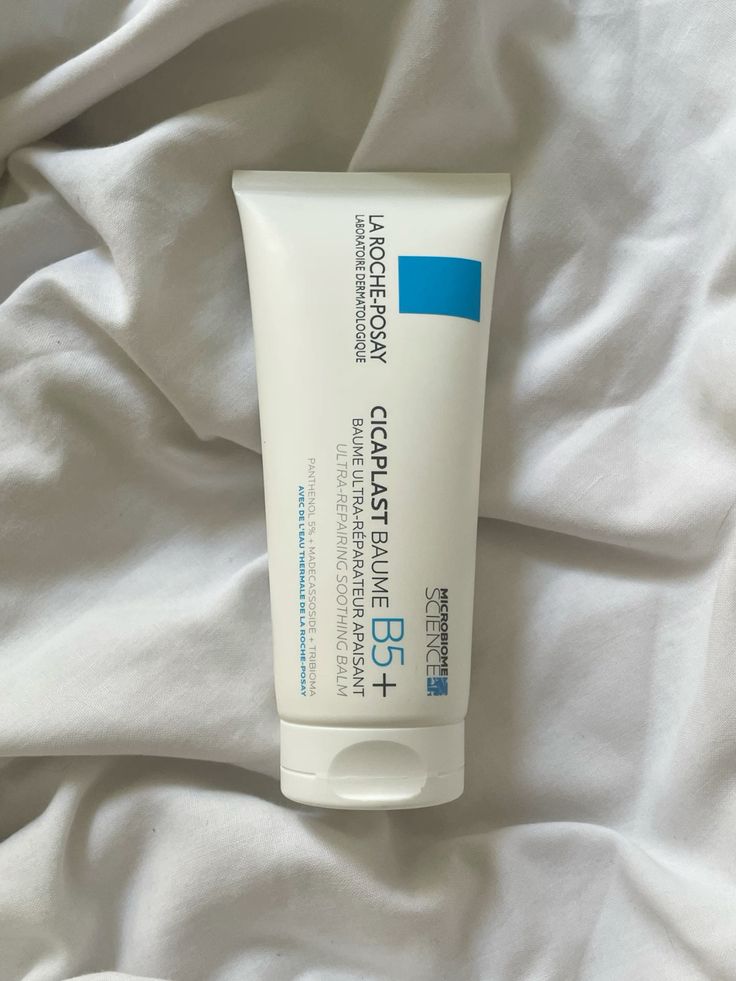 LA ROCHE-POSAY
LABORATOIRE DERMATOLOGIQUE
CICAPLAST BAUME B5+
BAUME ULTRA-RÉPARATEUR APAISANT
ULTRA-REPAIRING SOOTHING BALM
PANTHENOL 5% + MADECASSOSIDE + TRIBIOMA
AVEC DE L'EAU THERMALE DE LA ROCHE-POSAY
MICROBIOME
SCIENCE